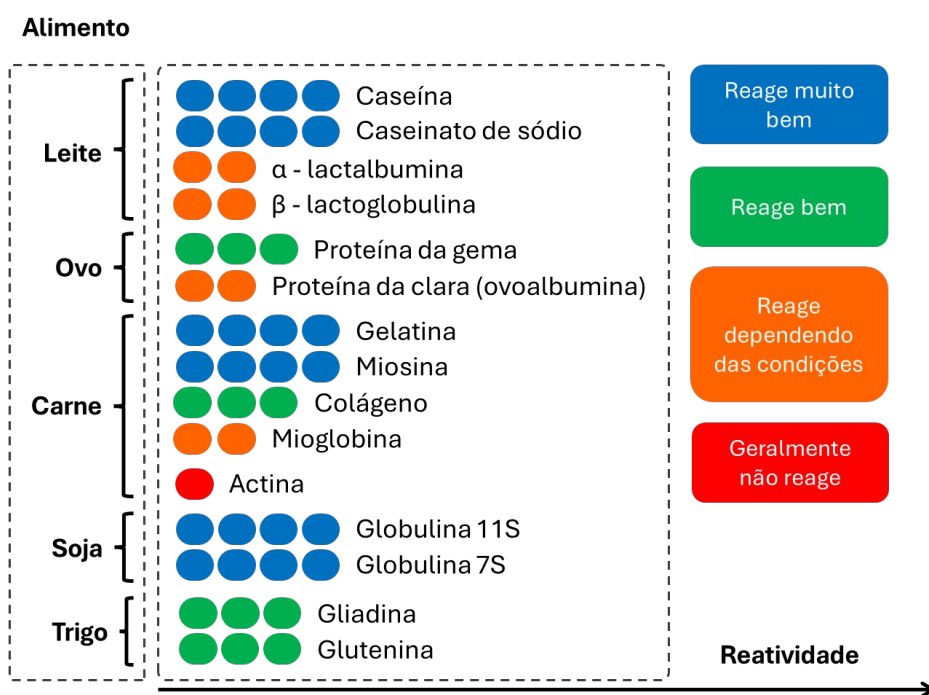 Alimento
Leite
Caseína
Caseinato de sódio
α - lactalbumina
β - lactoglobulina
Ovo
Proteína da gema
Proteína da clara (ovoalbumina)
Carne
Gelatina
Miosina
Colágeno
Mioglobina
Actina
Soja
Globulina 11S
Globulina 7S
Trigo
Gliadina
Glutenina
Reage muito
bem
Reage bem
Reage
dependendo
das condições
Geralmente
não reage
Reatividade